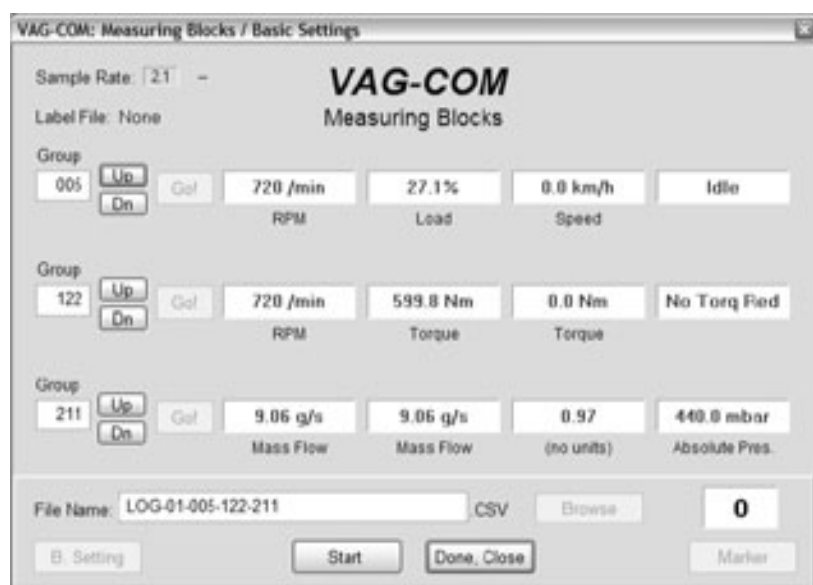 VAG-COM: Measuring Blocks / Basic Settings
Sample Rate: 2.1 –
VAG-COM
Label File: None
Measuring Blocks
Group
005 Up Dn Go! 720 /min 27.1% 0.0 km/h Idle
RPM Load Speed
Group
122 Up Dn Go! 720 /min 599.8 Nm 0.0 Nm No Torq Red
RPM Torque Torque
Group
211 Up Dn Go! 9.06 g/s 9.06 g/s 0.97 440.0 mbar
Mass Flow Mass Flow (no units) Absolute Pres.
File Name: LOG-01-005-122-211 .CSV Browse 0
B. Setting Start Done, Close Marker